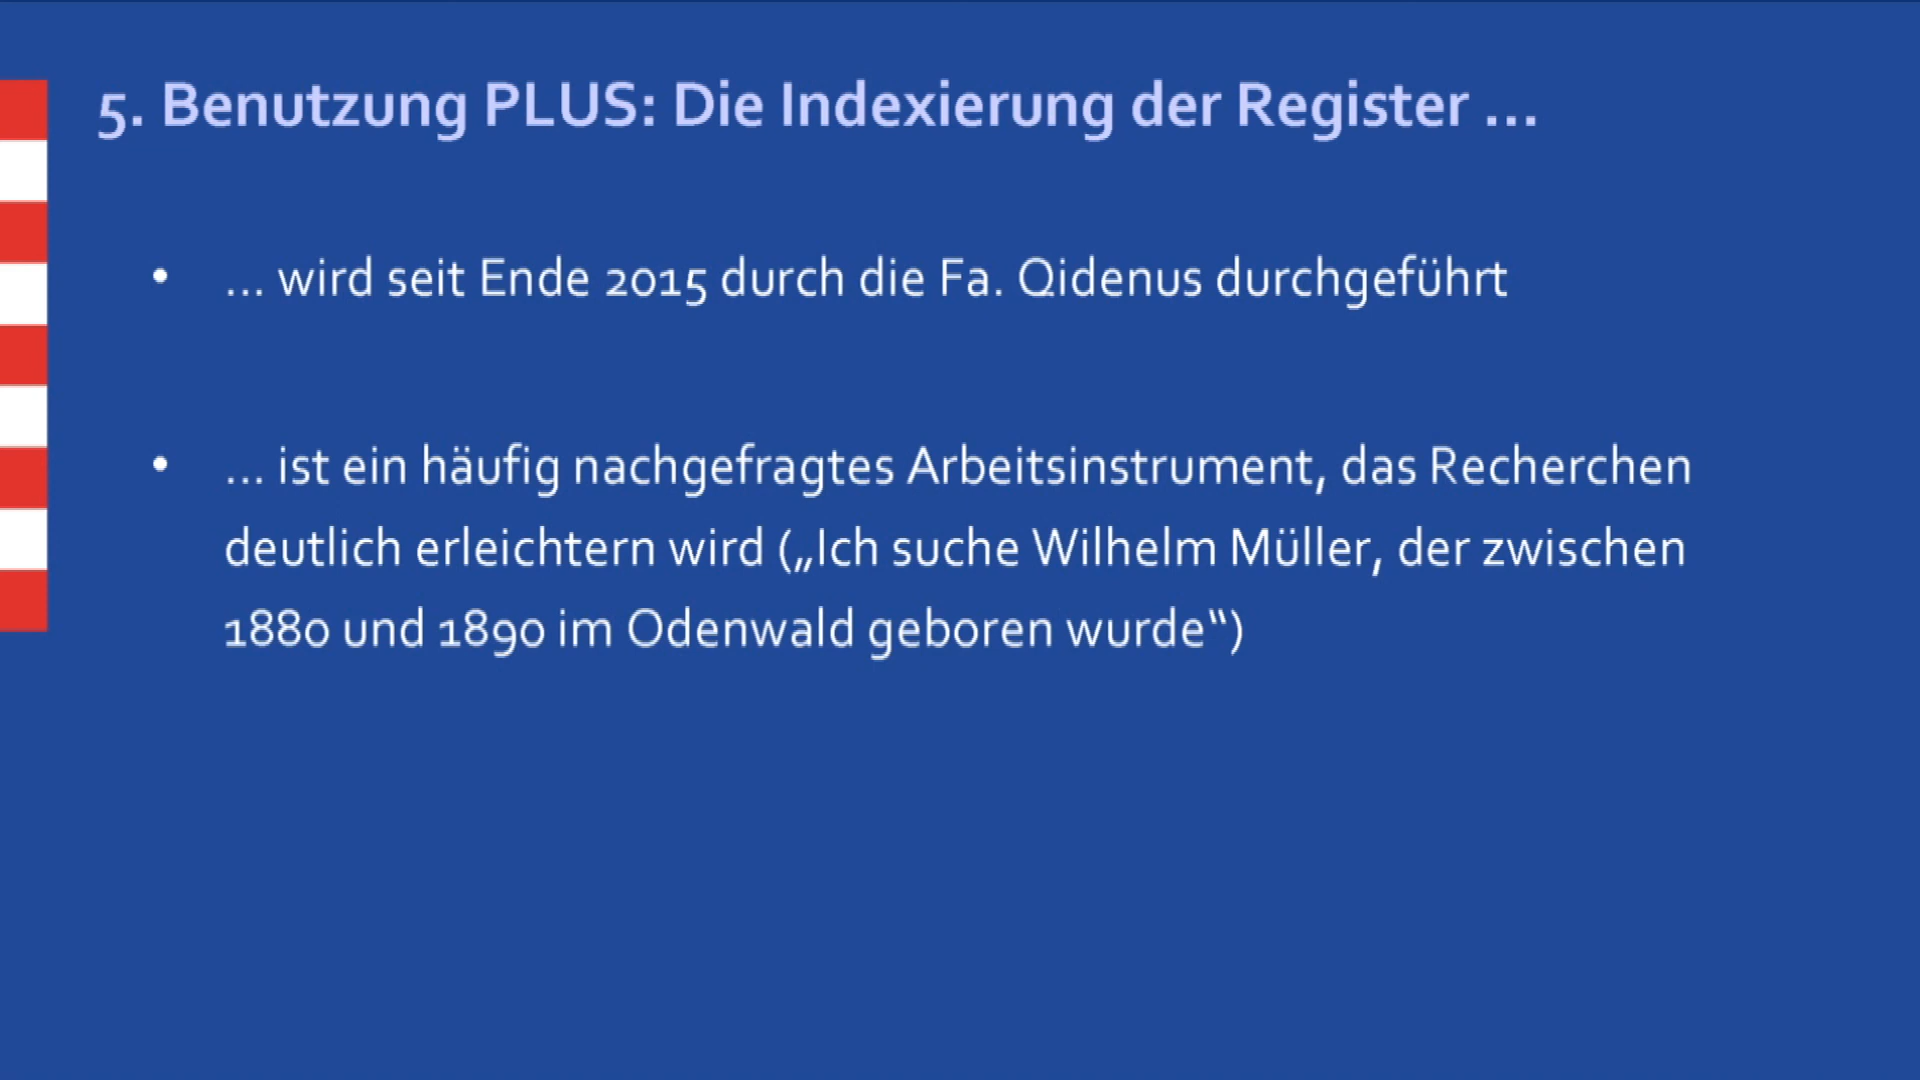 5. Benutzung PLUS: Die Indexierung der Register ...
• ... wird seit Ende 2015 durch die Fa. Qidenus durchgeführt
• ... ist ein häufig nachgefragtes Arbeitsinstrument, das Recherchen
deutlich erleichtern wird („Ich suche Wilhelm Müller, der zwischen
1880 und 1890 im Odenwald geboren wurde“)